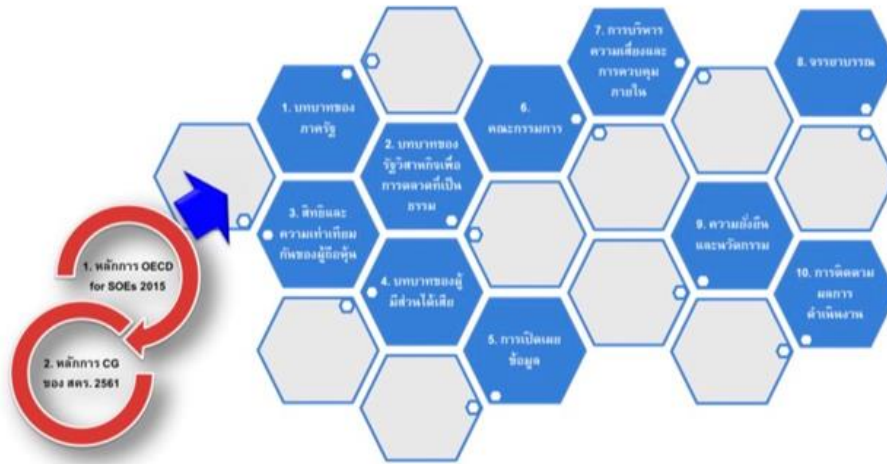 1. หลักการ OECD
for SOEs 2015
2. หลักการ CG
ของ สคร. 2561
1. บทบาทของ
ภาครัฐ
2. บทบาทของ
รัฐวิสาหกิจเพื่อ
การตลาดที่เป็น
ธรรม
3. สิทธิและ
ความเท่าเทียม
กันของผู้ถือหุ้น
4. บทบาทของผู้
มีส่วนได้เสีย
5. การเปิดเผย
ข้อมูล
6.
คณะกรรมการ
7. การบริหาร
ความเสี่ยงและ
การควบคุม
ภายใน
8. จรรยาบรรณ
9. ความยั่งยืน
และนวัตกรรม
10. การติดตาม
ผลการ
ดำเนินงาน